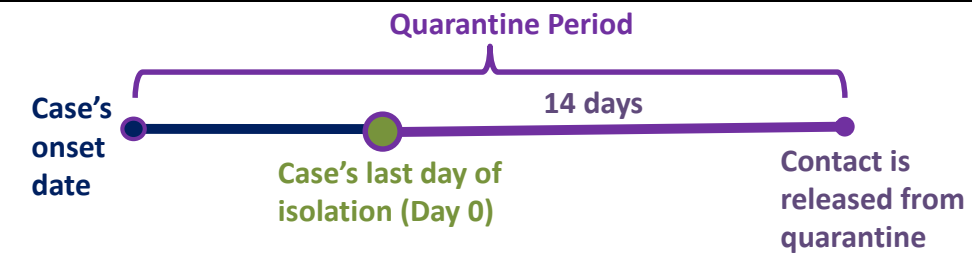 Quarantine Period
Case's
onset
date
14 days
Case's last day of
isolation (Day 0)
Contact is
released from
quarantine